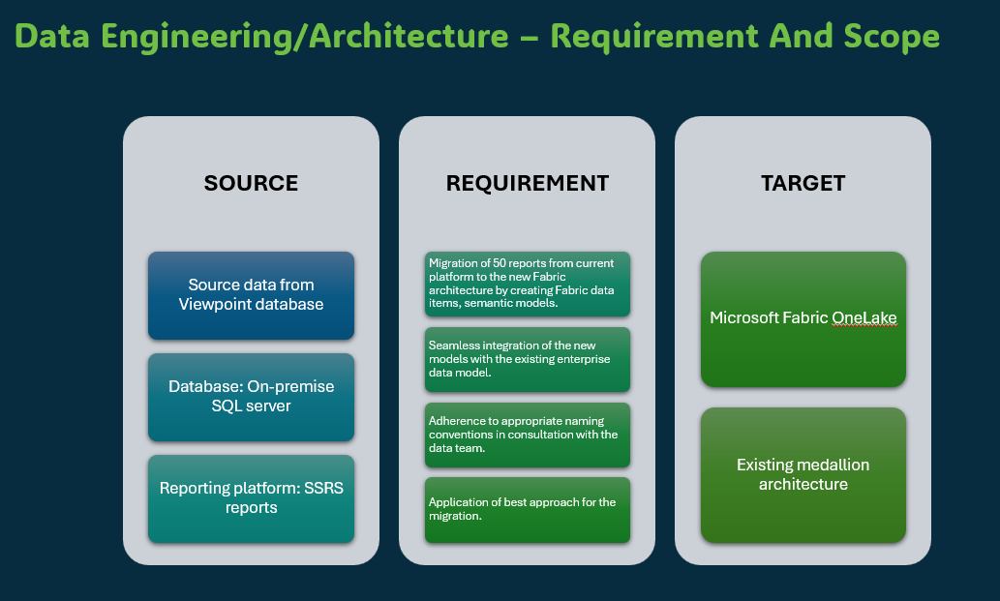 Data Engineering/Architecture – Requirement And Scope
SOURCE
Source data from
Viewpoint database
Database: On-premise
SQL server
Reporting platform: SSRS
reports
REQUIREMENT
Migration of 50 reports from current
platform to the new Fabric
architecture by creating Fabric data
items, semantic models.
Seamless integration of the new
models with the existing enterprise
data model.
Adherence to appropriate naming
conventions in consultation with the
data team.
Application of best approach for the
migration.
TARGET
Microsoft Fabric OneLake
Existing medallion
architecture